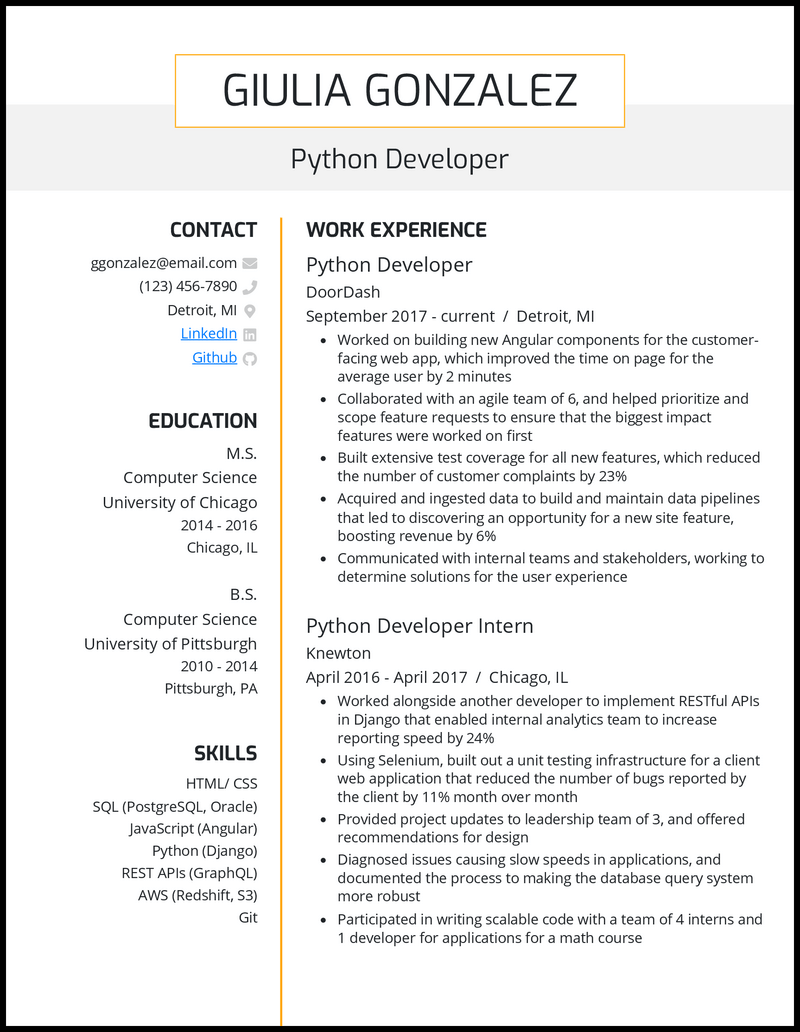 GIULIA GONZALEZ
Python Developer
CONTACT
ggonzalez@email.com
(123) 456-7890
Detroit, MI
LinkedIn
Github
EDUCATION
M.S.
Computer Science
University of Chicago
2014 - 2016
Chicago, IL
B.S.
Computer Science
University of Pittsburgh
2010 - 2014
Pittsburgh, PA
SKILLS
HTML/ CSS
SQL (PostgreSQL, Oracle)
JavaScript (Angular)
Python (Django)
REST APIs (GraphQL)
AWS (Redshift, S3)
Git
WORK EXPERIENCE
Python Developer
DoorDash
September 2017 - current / Detroit, MI
• Worked on building new Angular components for the customer-
facing web app, which improved the time on page for the
average user by 2 minutes
• Collaborated with an agile team of 6, and helped prioritize and
scope feature requests to ensure that the biggest impact
features were worked on first
• Built extensive test coverage for all new features, which reduced
the number of customer complaints by 23%
• Acquired and ingested data to build and maintain data pipelines
that led to discovering an opportunity for a new site feature,
boosting revenue by 6%
• Communicated with internal teams and stakeholders, working to
determine solutions for the user experience
Python Developer Intern
Knewton
April 2016 - April 2017 / Chicago, IL
• Worked alongside another developer to implement RESTful APIs
in Django that enabled internal analytics team to increase
reporting speed by 24%
• Using Selenium, built out a unit testing infrastructure for a client
web application that reduced the number of bugs reported by
the client by 11% month over month
• Provided project updates to leadership team of 3, and offered
recommendations for design
• Diagnosed issues causing slow speeds in applications, and
documented the process to making the database query system
more robust
• Participated in writing scalable code with a team of 4 interns and
1 developer for applications for a math course